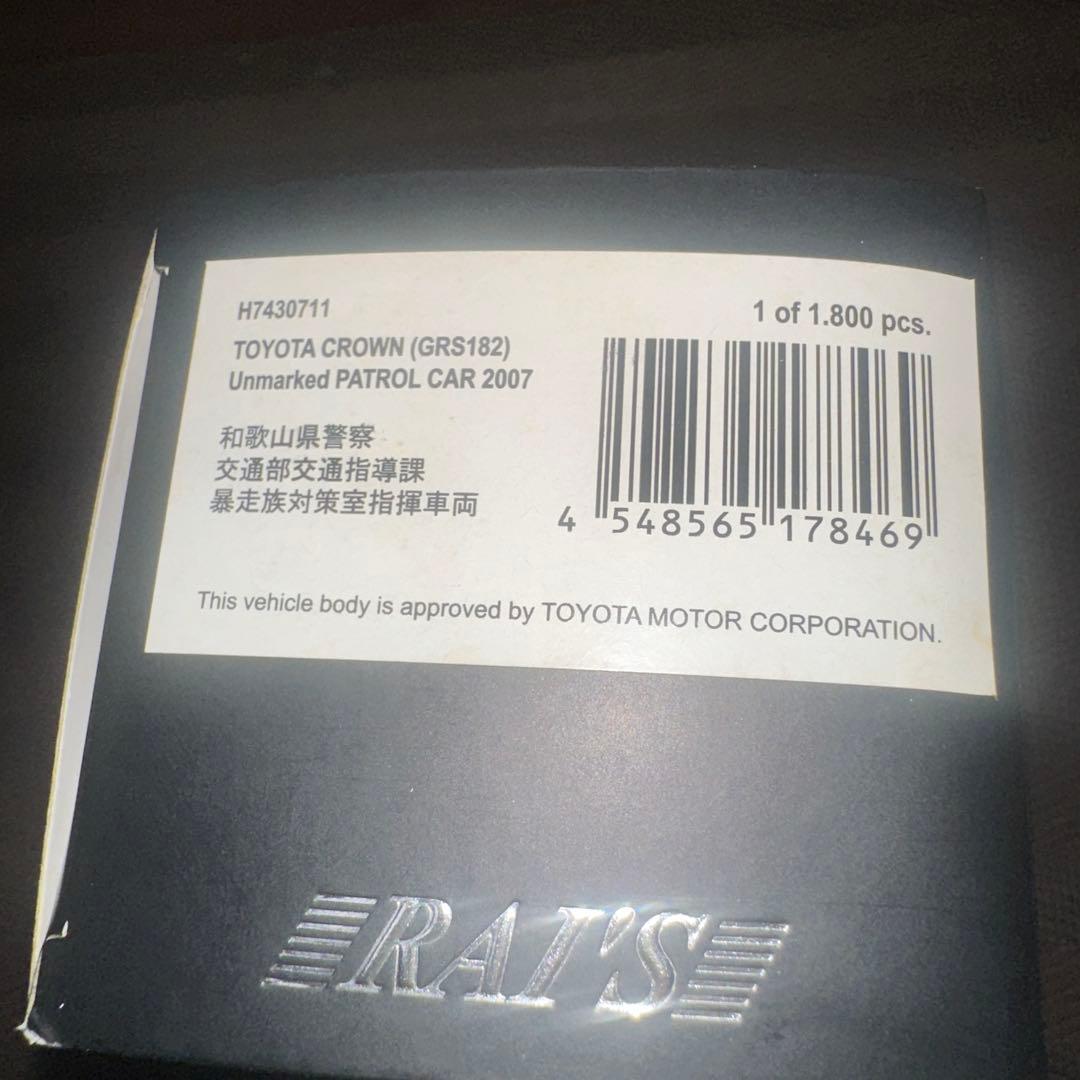 H7430711
1 of 1.800 pcs.
TOYOTA CROWN (GRS182)
Unmarked PATROL CAR 2007
和歌山県警察
交通部交通指導課
暴走族対策室指揮車両
4 548565 178469
This vehicle body is approved by TOYOTA MOTOR CORPORATION.
RAI'S